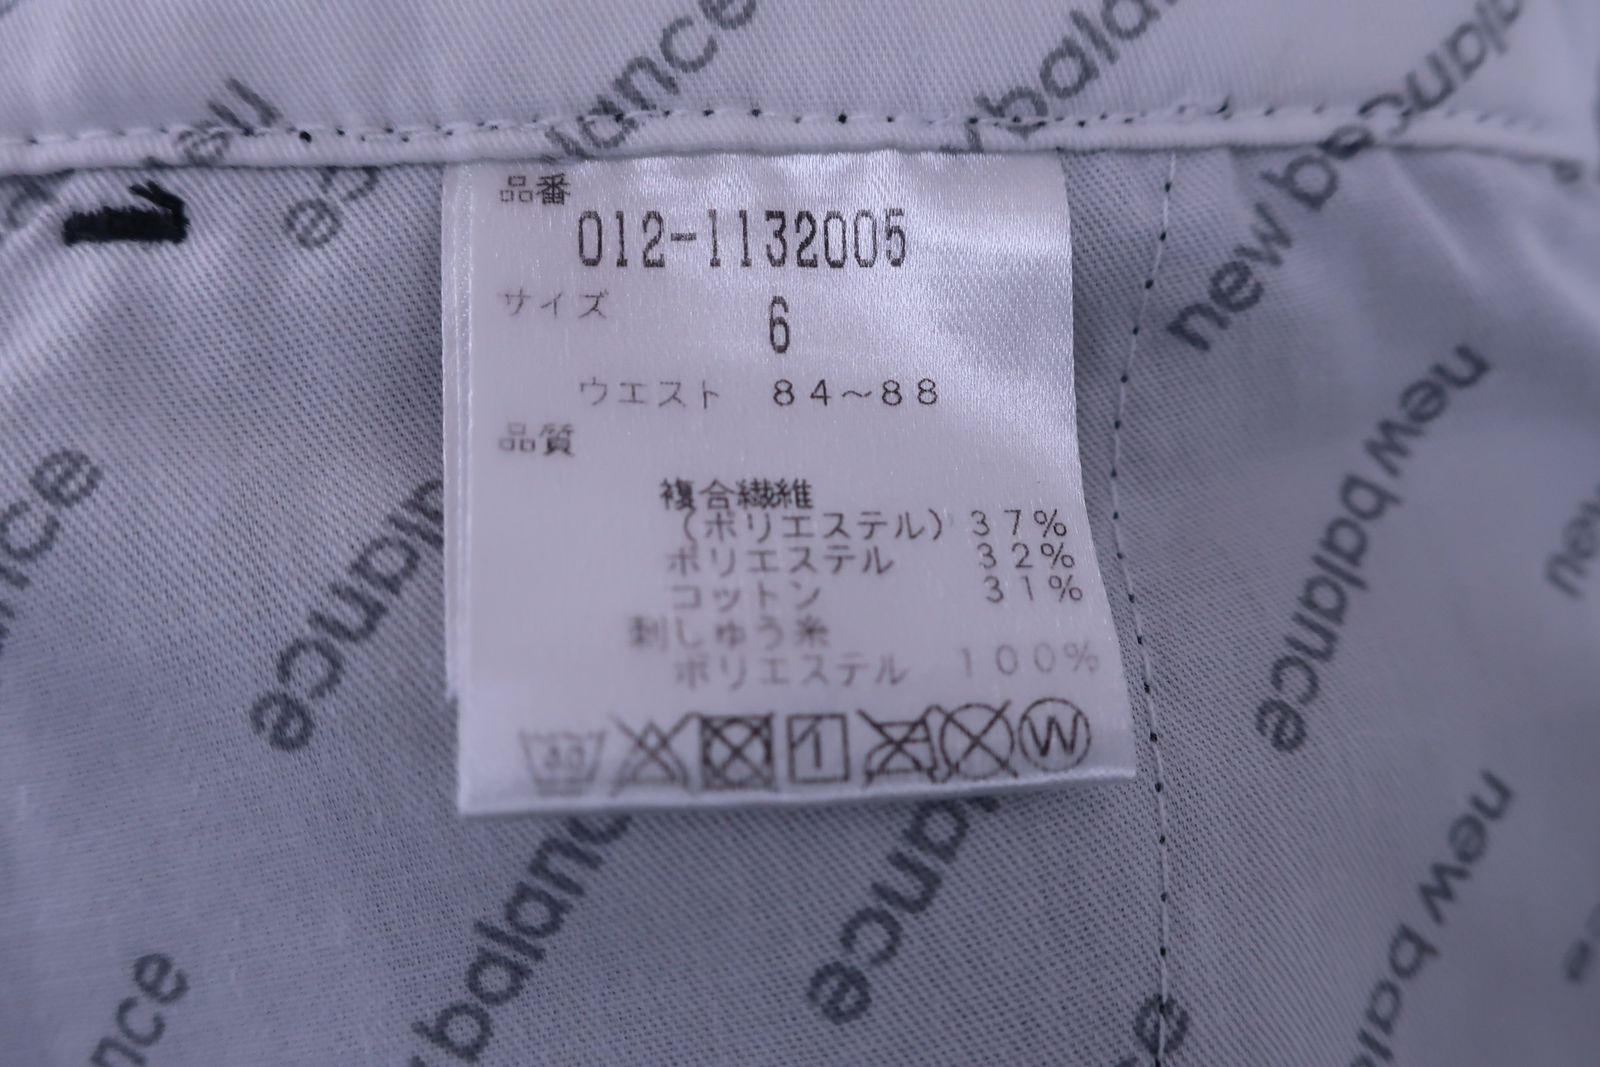 new balance
品番
012-1132005
サイズ
6
ウエスト 84~88
品質
複合繊維
(ポリエステル) 37%
ポリエステル 32%
コットン 31%
刺しゅう糸
ポリエステル 100%
30
W
new balance
new balance
balance
balance